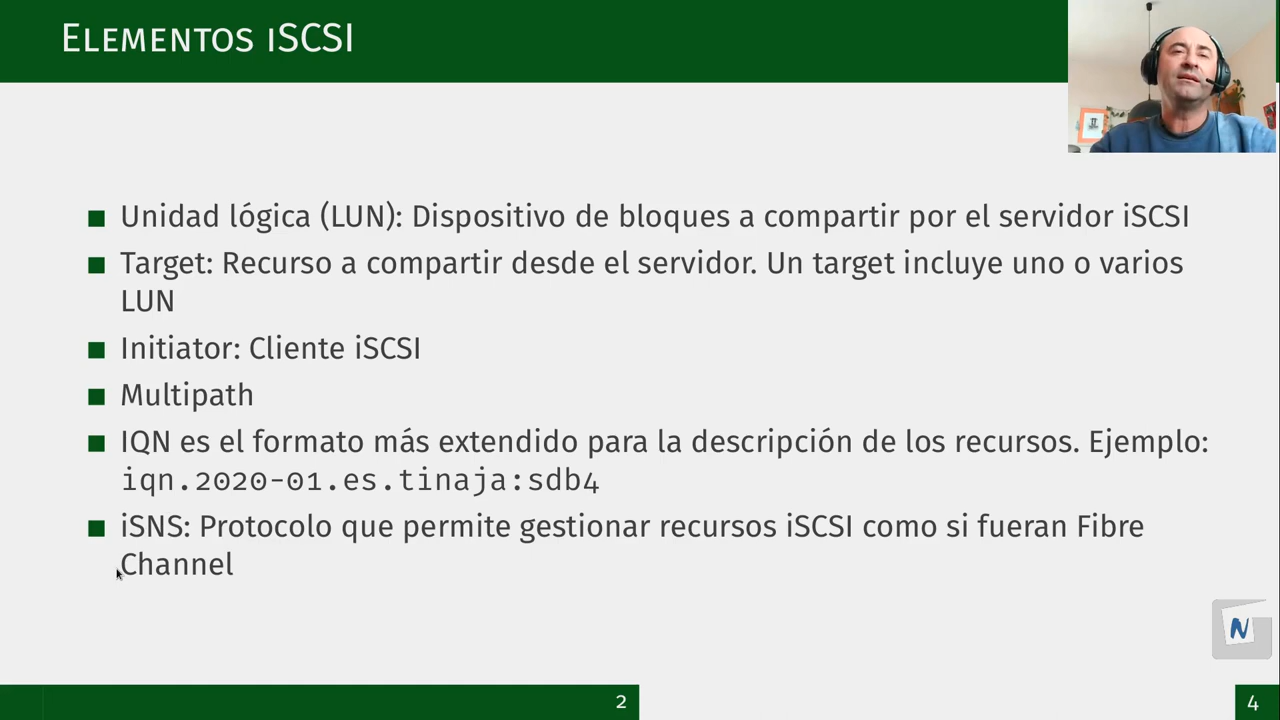 Elementos iSCSI
Unidad lógica (LUN): Dispositivo de bloques a compartir por el servidor iSCSI
Target: Recurso a compartir desde el servidor. Un target incluye uno o varios
LUN
Initiator: Cliente iSCSI
Multipath
IQN es el formato más extendido para la descripción de los recursos. Ejemplo:
iqn.2020-01.es.tinaja:sdb4
iSNS: Protocolo que permite gestionar recursos iSCSI como si fueran Fibre
Channel
N
2
4